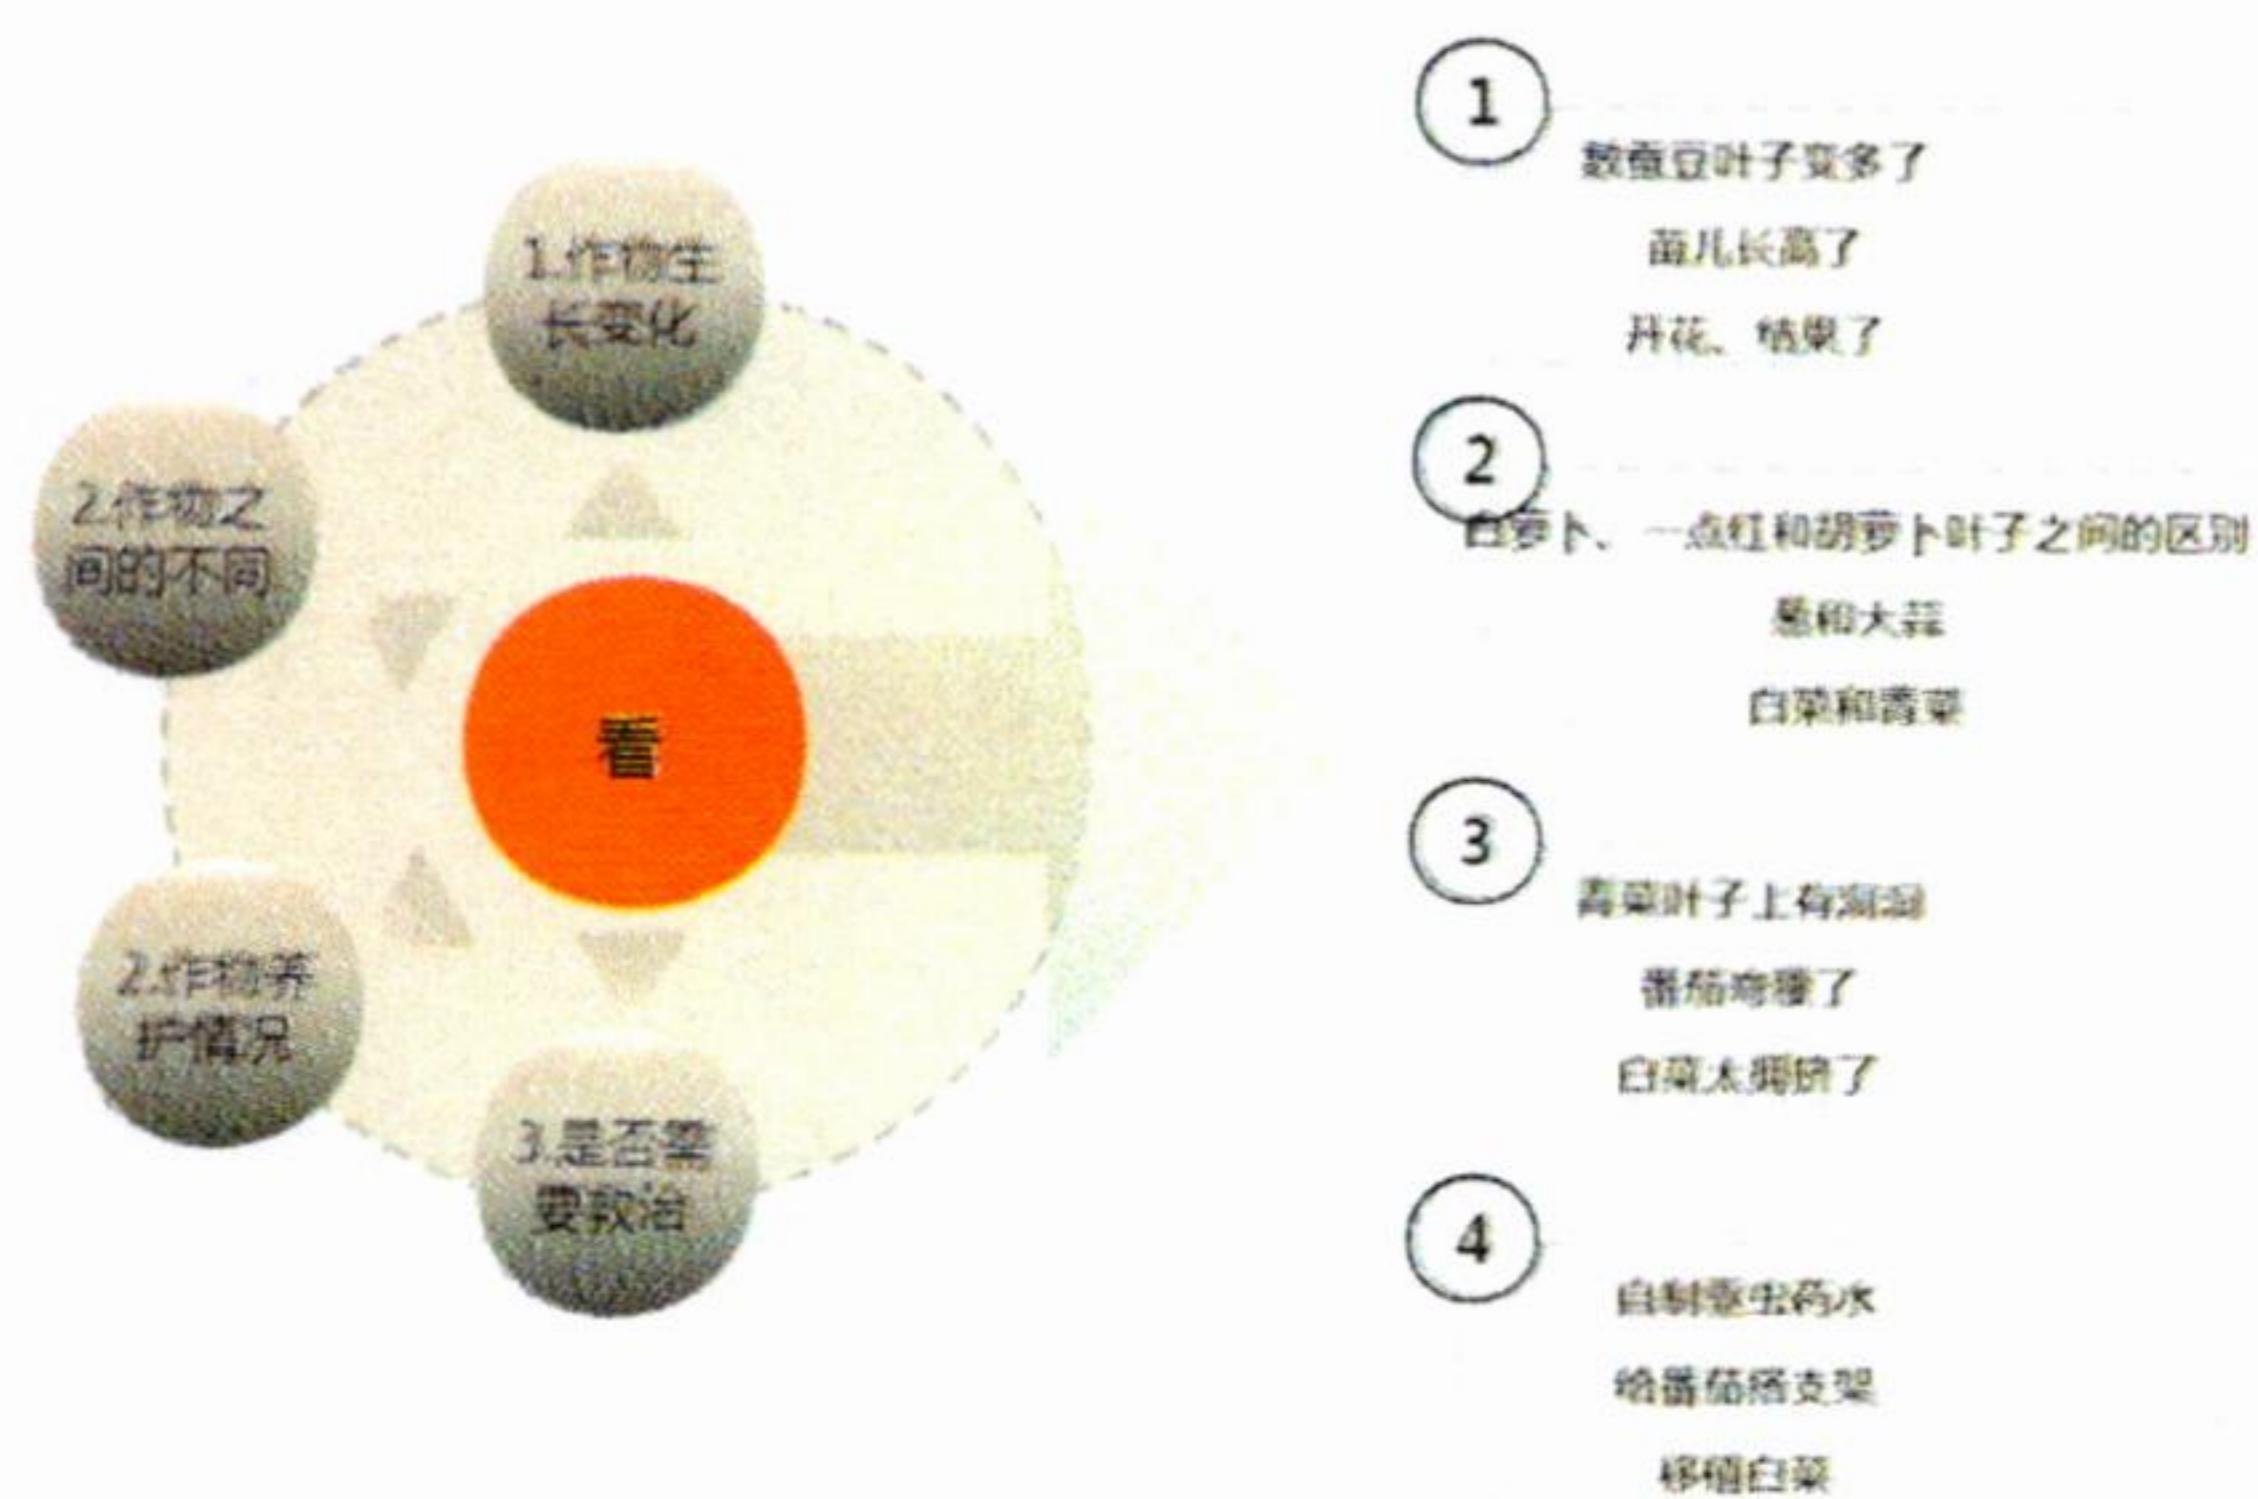 1.作物生
长变化
2.作物之
间的不同
看
2.作物养
护情况
3.是否需
要救治
1
数蚕豆叶子变多了
苗儿长高了
开花、结果了
2
白萝卜、一点红和胡萝卜叶子之间的区别
葱和大蒜
白菜和青菜
3
青菜叶子上有洞洞
番茄弯腰了
白菜太拥挤了
4
自制驱虫药水
给番茄搭支架
移植白菜